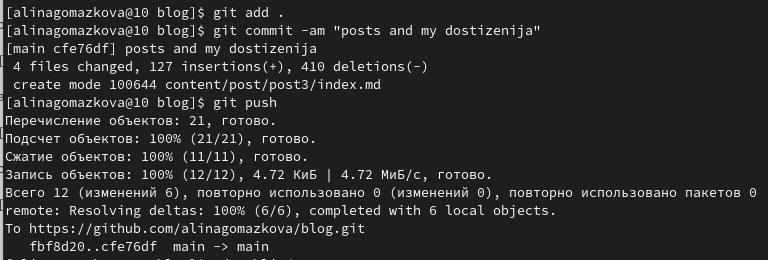 [alinagomazkova@10 blog]$ git add .
[alinagomazkova@10 blog]$ git commit -am "posts and my dostizenija"
[main cfe76df] posts and my dostizenija
 4 files changed, 127 insertions(+), 410 deletions(-)
 create mode 100644 content/post/post3/index.md
[alinagomazkova@10 blog]$ git push
Перечисление объектов: 21, готово.
Подсчет объектов: 100% (21/21), готово.
Сжатие объектов: 100% (11/11), готово.
Запись объектов: 100% (12/12), 4.72 КиБ | 4.72 МиБ/с, готово.
Всего 12 (изменений 6), повторно использовано 0 (изменений 0), повторно использовано пакетов 0
remote: Resolving deltas: 100% (6/6), completed with 6 local objects.
To https://github.com/alinagomazkova/blog.git
   fbf8d20..cfe76df  main -> main